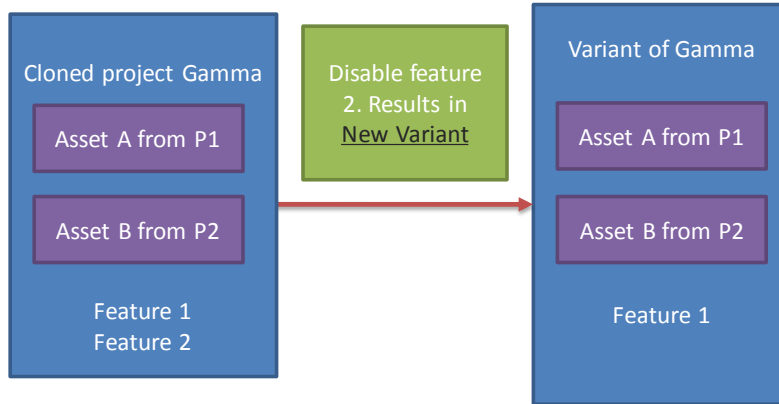 Cloned project Gamma
Asset A from P1
Asset B from P2
Feature 1
Feature 2
Disable feature
2. Results in
New Variant
Variant of Gamma
Asset A from P1
Asset B from P2
Feature 1